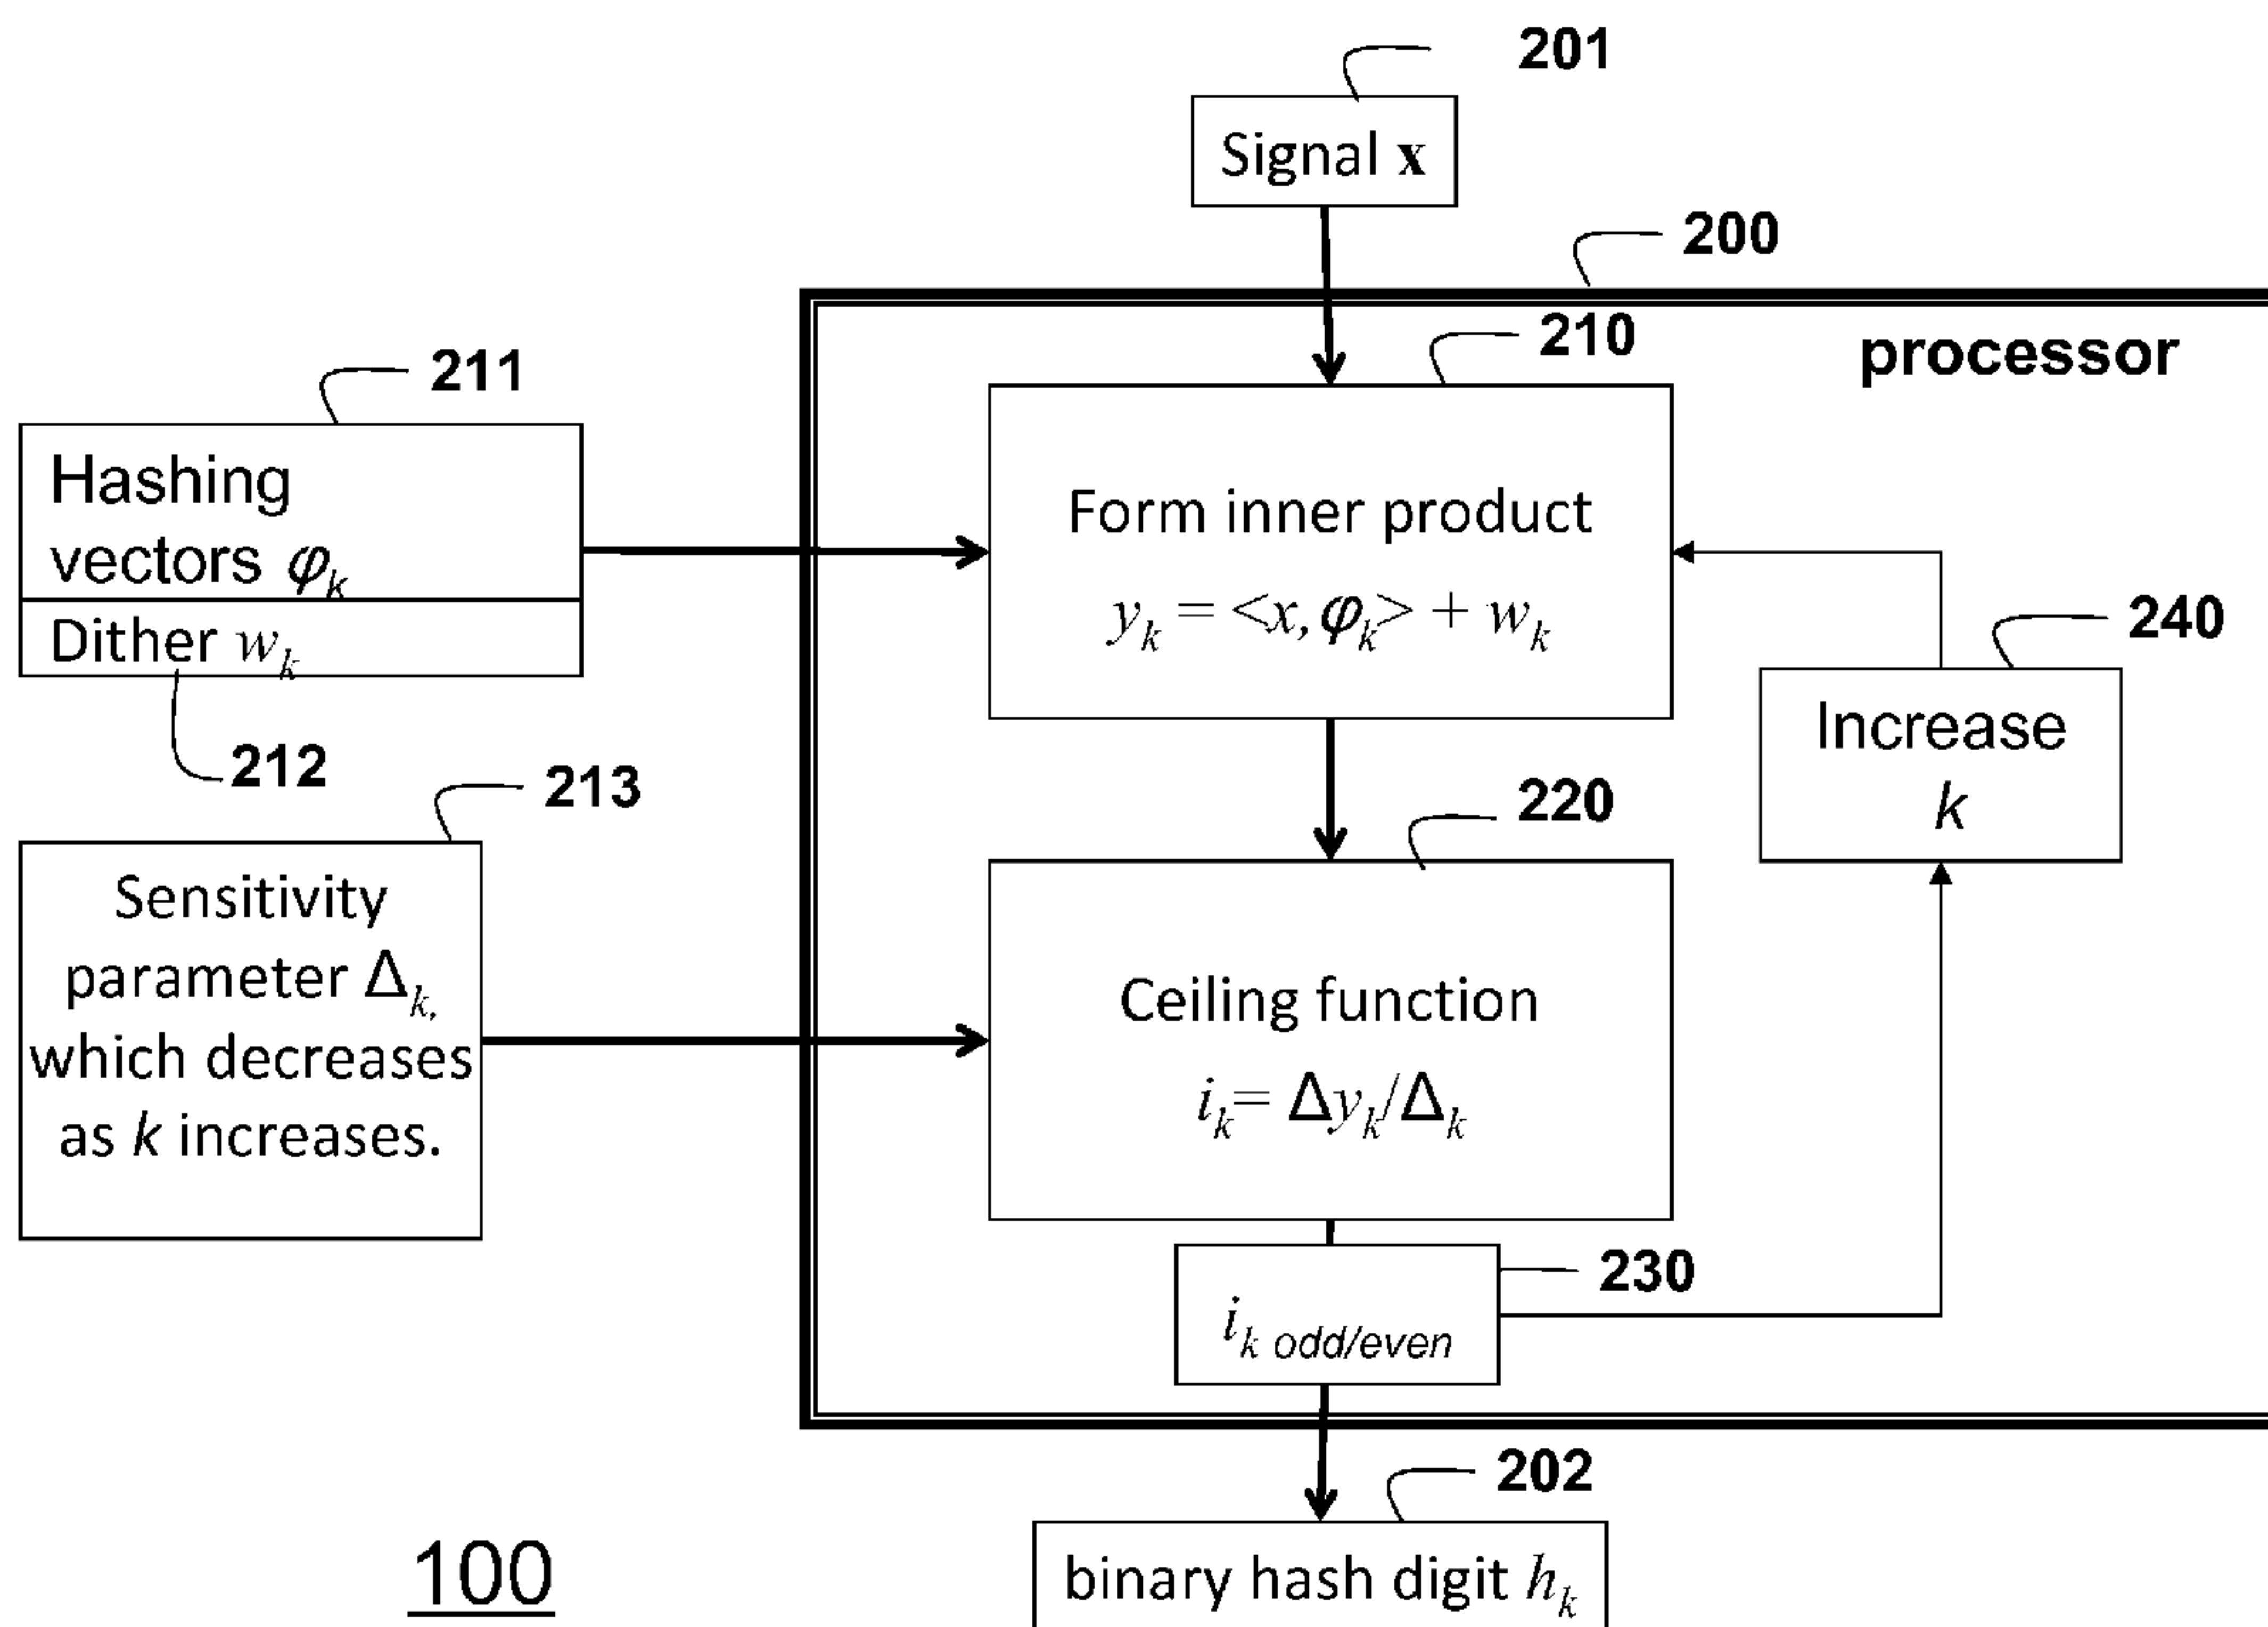 201
Signal x
200
processor
210
211
Hashing
vectors φk
Form inner product
yk = <x, φk> + wk
240
Dither wk
212
Increase
k
213
220
Sensitivity
parameter Δk,
which decreases
as k increases.
Ceiling function
ik= Δyk/Δk
230
ik odd/even
202
binary hash digit hk
100